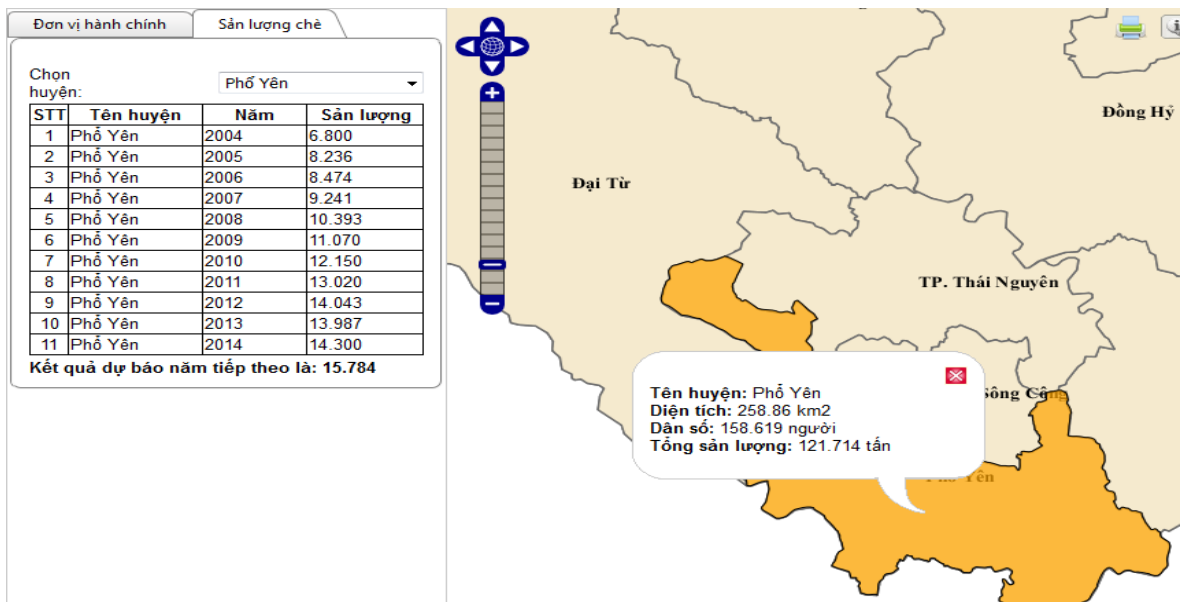 Đơn vị hành chính Sản lượng chè
Chọn
huyện:
Phổ Yên
STT Tên huyện Năm Sản lượng
1 Phổ Yên 2004 6.800
2 Phổ Yên 2005 8.236
3 Phổ Yên 2006 8.474
4 Phổ Yên 2007 9.241
5 Phổ Yên 2008 10.393
6 Phổ Yên 2009 11.070
7 Phổ Yên 2010 12.150
8 Phổ Yên 2011 13.020
9 Phổ Yên 2012 14.043
10 Phổ Yên 2013 13.987
11 Phổ Yên 2014 14.300
Kết quả dự báo năm tiếp theo là: 15.784
Đồng Hỷ
Đại Từ
TP. Thái Nguyên
Sông Công
Tên huyện: Phổ Yên
Diện tích: 258.86 km2
Dân số: 158.619 người
Tổng sản lượng: 121.714 tấn
Phổ Yên